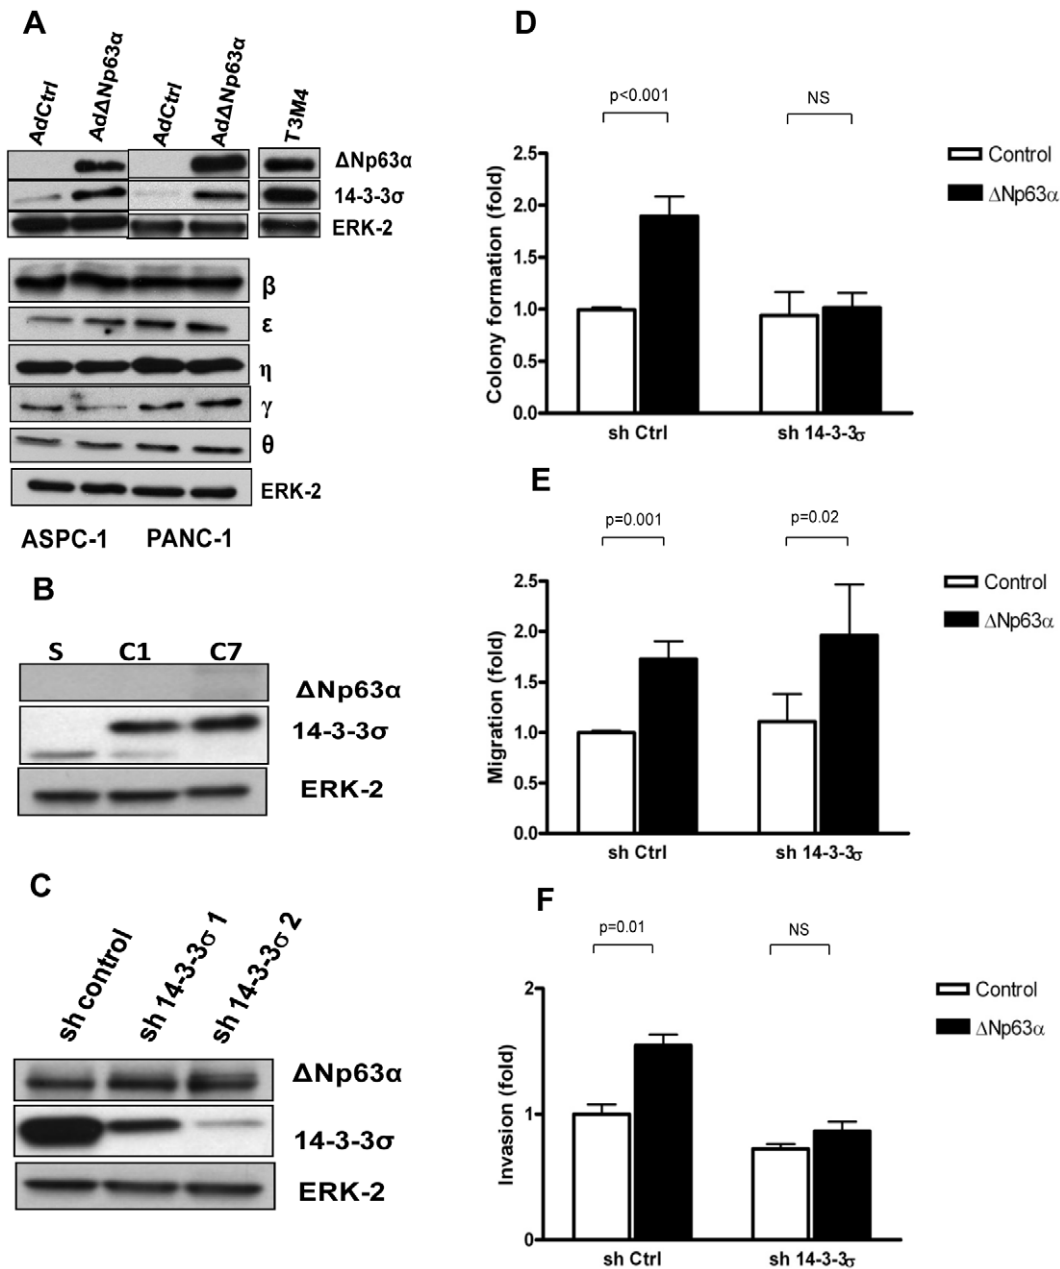 A
AdCtrl
AdΔNp63α
AdCtrl
AdΔNp63α
T3M4
ΔNp63α
14-3-3σ
ERK-2
β
ε
η
γ
θ
ERK-2
ASPC-1 PANC-1
B
S C1 C7
ΔNp63α
14-3-3σ
ERK-2
C
sh control
sh 14-3-3σ 1
sh 14-3-3σ 2
ΔNp63α
14-3-3σ
ERK-2
D
p<0.001
NS
Control
ΔNp63α
Colony formation (fold)
2.5
2.0
1.5
1.0
0.5
0.0
sh Ctrl
sh 14-3-3σ
E
p=0.001
p=0.02
Control
ΔNp63α
Migration (fold)
2.5
2.0
1.5
1.0
0.5
0.0
sh Ctrl
sh 14-3-3σ
F
p=0.01
NS
Control
ΔNp63α
Invasion (fold)
2
1
0
sh Ctrl
sh 14-3-3σ